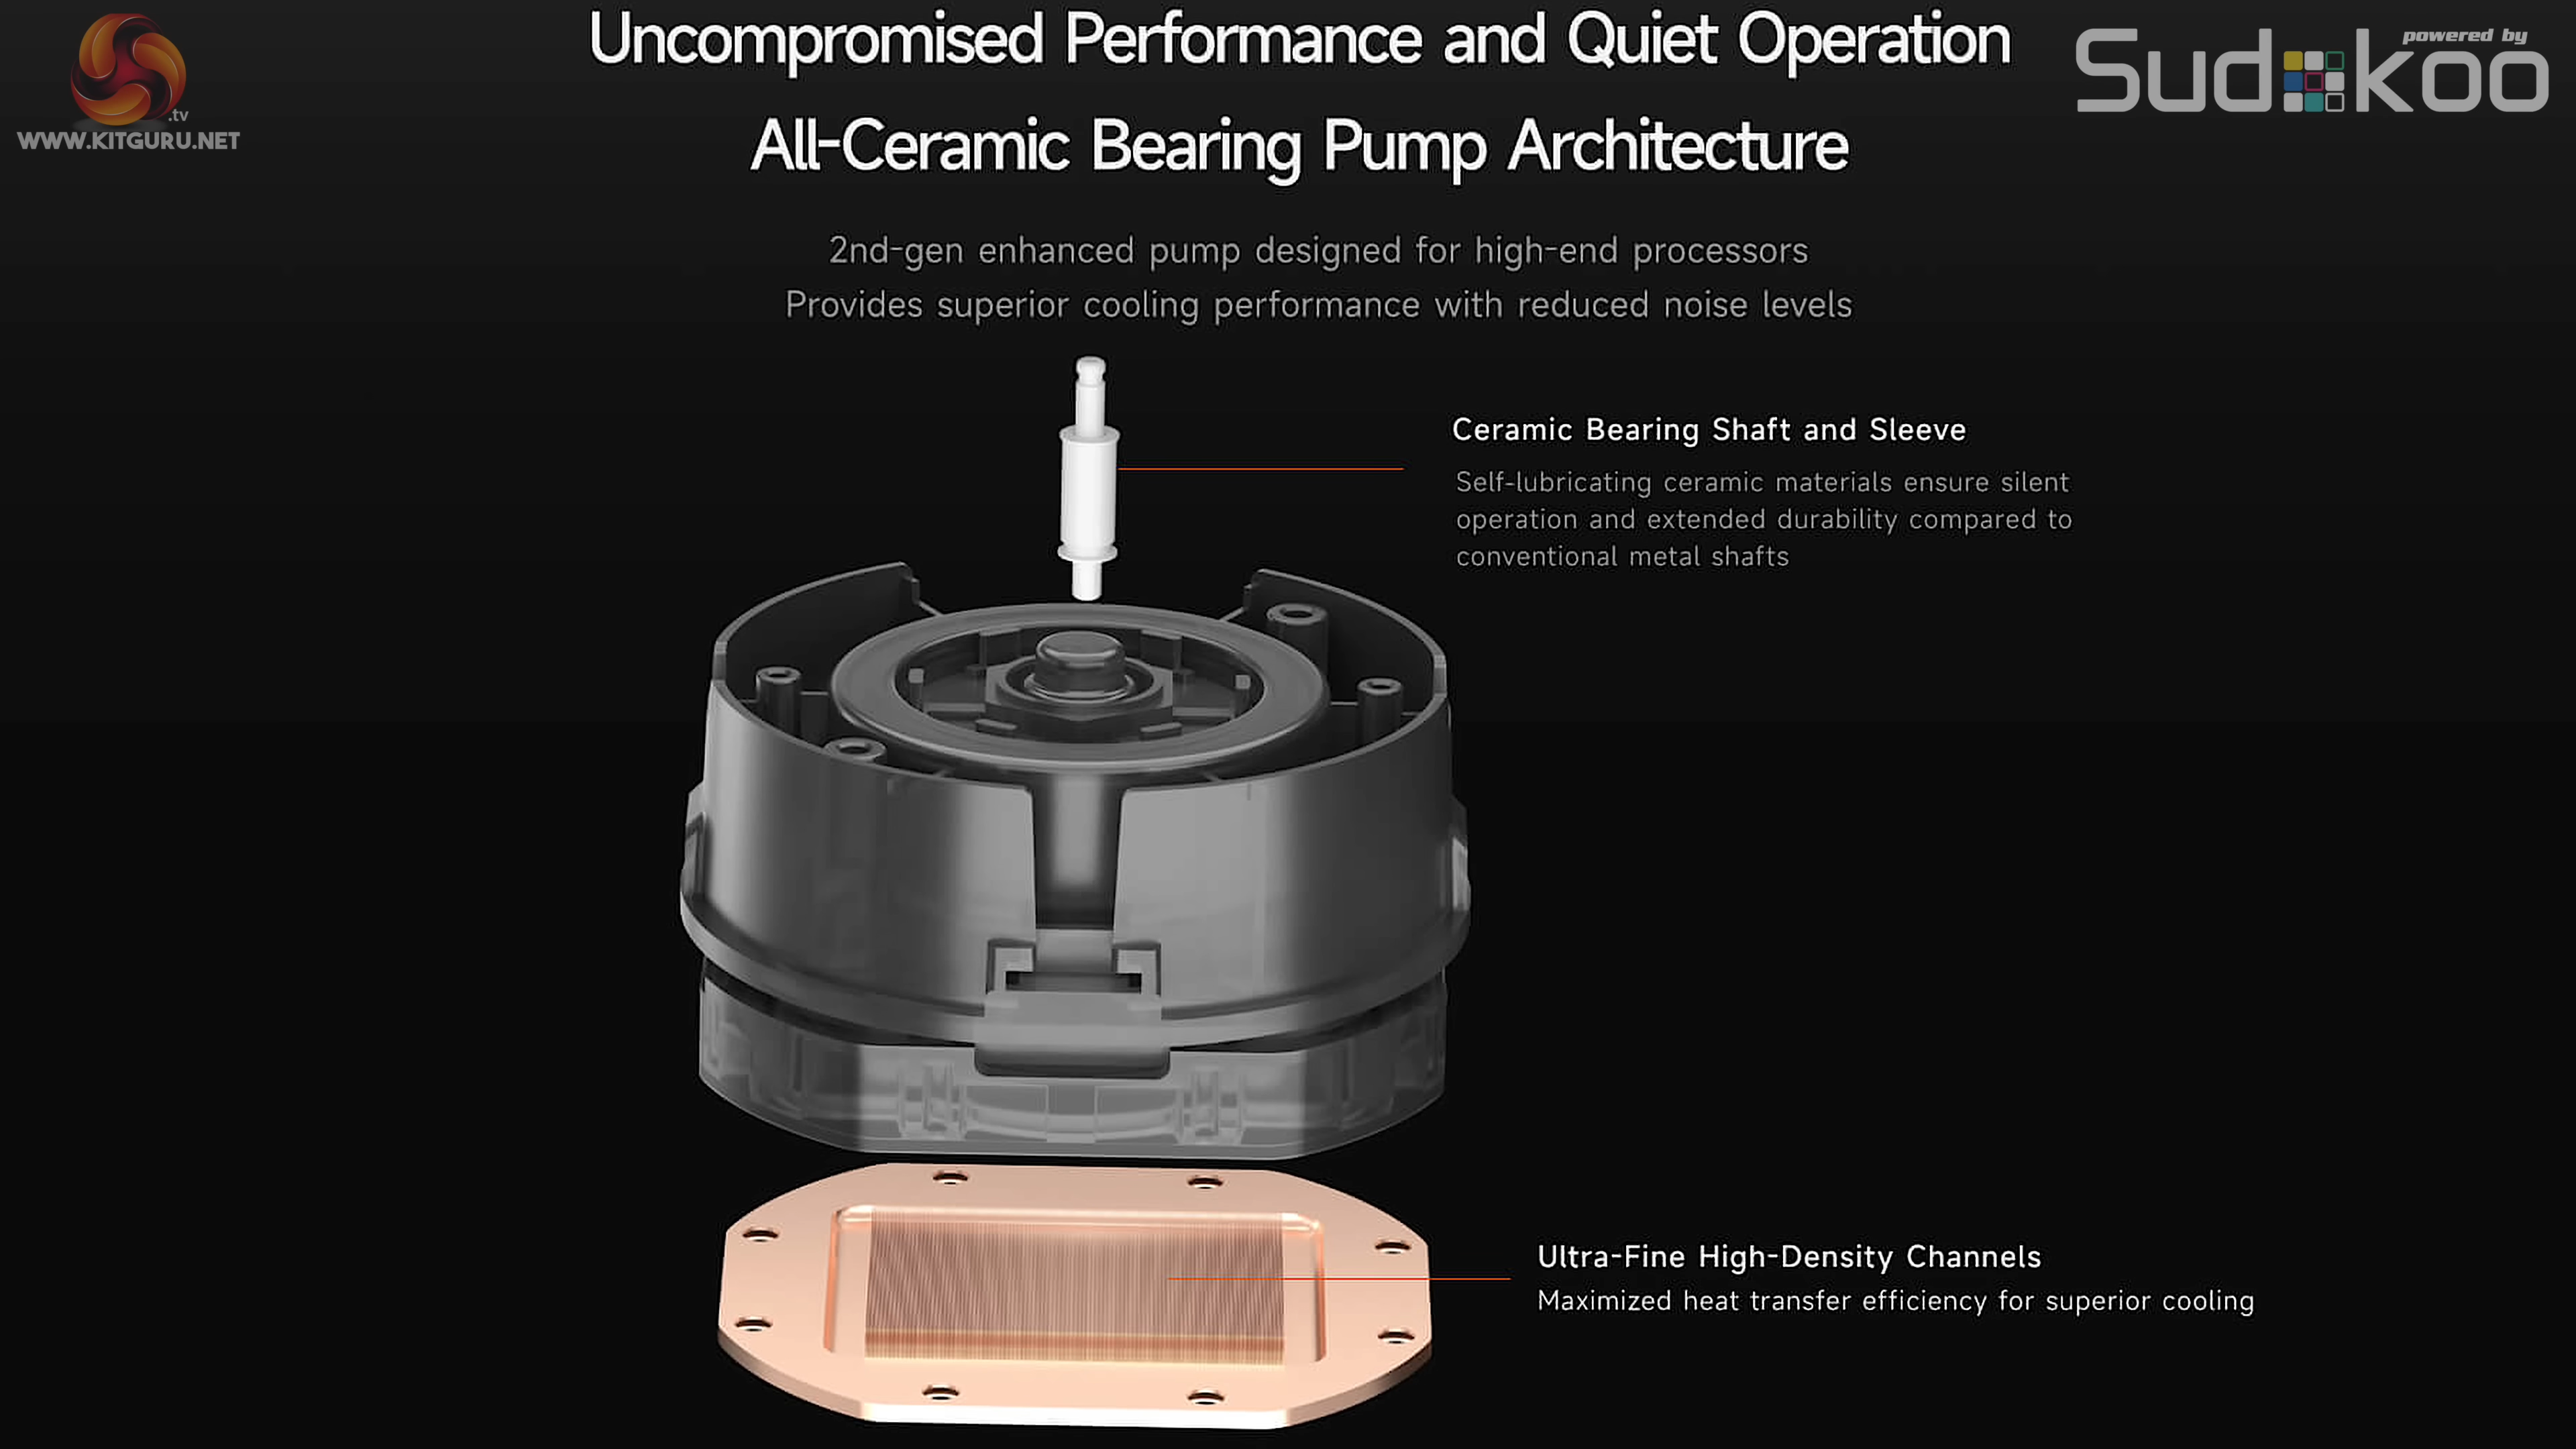 Uncompromised Performance and Quiet Operation
All-Ceramic Bearing Pump Architecture
.tv
WWW.KITGURU.NET
powered by
Sudokoo
2nd-gen enhanced pump designed for high-end processors
Provides superior cooling performance with reduced noise levels
Ceramic Bearing Shaft and Sleeve
Self-lubricating ceramic materials ensure silent
operation and extended durability compared to
conventional metal shafts
Ultra-Fine High-Density Channels
Maximized heat transfer efficiency for superior cooling